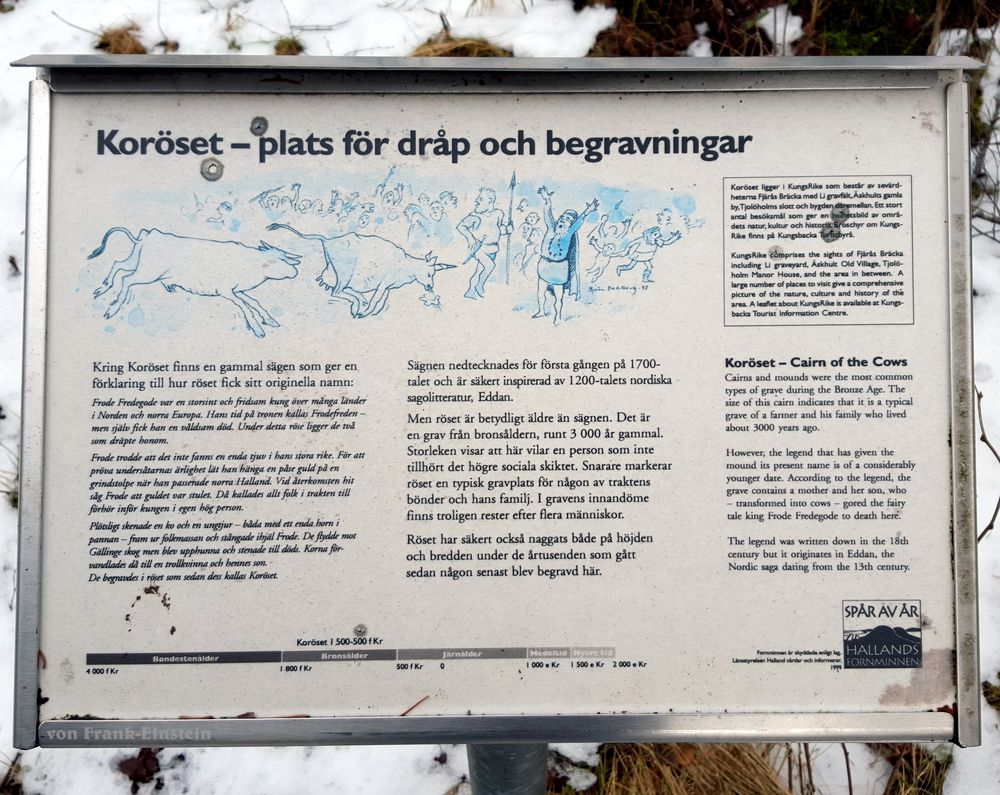 Koröset – plats för dråp och begravningar
Koröset ligger i KungsRike som består av sevärd-
heterna Fjärås Bräcka med Li gravfält, Äskhults gamla
by, Tjolöholms slott och bygden däremellan. Ett stort
antal besöksmål som ger en helhetsbild av områ-
dets natur, kultur och historia. Broschyr om Kungs-
Rike finns på Kungsbacka Turistbyrå.
KungsRike comprises the sights of Fjärås Bräcka
including Li graveyard, Äskhult Old Village, Tjolö-
holm Manor House, and the area in between. A
large number of places to visit give a comprehensive
picture of the nature, culture and history of the
area. A leaflet about KungsRike is available at Kungs-
backa Tourist Information Centre.
Kring Koröset finns en gammal sägen som ger en
förklaring till hur röset fick sitt originella namn:
Frode Fredegode var en storsint och fridsam kung över många länder
i Norden och norra Europa. Hans tid på tronen kallas Frodefreden –
men själv fick han en våldsam död. Under detta röse ligger de två
som dräpte honom.
Frode trodde att det inte fanns en enda tjuv i hans stora rike. För att
pröva undersåtarnas ärlighet lät han hänga en påse guld på en
grindstolpe när han passerade norra Halland. Vid återkomsten hit
såg Frode att guldet var stulet. Då kallades allt folk i trakten till
förhör inför kungen i egen hög person.
Plötsligt skenade en ko och en ungtjur – båda med ett enda horn i
pannan – fram ur folkmassan och stångade ihjäl Frode. De flydde mot
Gällinge skog men blev upphunna och stenade till döds. Korna för-
vandlades då till en trollkvinna och hennes son.
De begravdes i röset som sedan dess kallas Koröset.
Sägnen nedtecknades för första gången på 1700-
talet och är säkert inspirerad av 1200-talets nordiska
sagolitteratur, Eddan.
Men röset är betydligt äldre än sägnen. Det är
en grav från bronsåldern, runt 3 000 år gammal.
Storleken visar att här vilar en person som inte
tillhört det högre sociala skiktet. Snarare markerar
röset en typisk gravplats för någon av traktens
bönder och hans familj. I gravens innandöme
finns troligen rester efter flera människor.
Röset har säkert också naggats både på höjden
och bredden under de årtusenden som gått
sedan någon senast blev begravd här.
Koröset – Cairn of the Cows
Cairns and mounds were the most common
types of grave during the Bronze Age. The
size of this cairn indicates that it is a typical
grave of a farmer and his family who lived
about 3000 years ago.
However, the legend that has given the
mound its present name is of a considerably
younger date. According to the legend, the
grave contains a mother and her son, who
– transformed into cows – gored the fairy
tale king Frode Fredegode to death here.
The legend was written down in the 18th
century but it originates in Eddan, the
Nordic saga dating from the 13th century.
Koröset 1 500-500 f Kr
Bondestenålder Bronsålder Järnålder Medeltid Nyare tid
4 000 f Kr 1 800 f Kr 500 f Kr 0 1 000 e Kr 1 500 e Kr 2 000 e Kr
Fornminnen är skyddade enligt lag.
Länsstyrelsen Halland vårdar och informerar.
1999
SPÅR AV ÅR
HALLANDS
FORNMINNEN
von Frank-Einstein